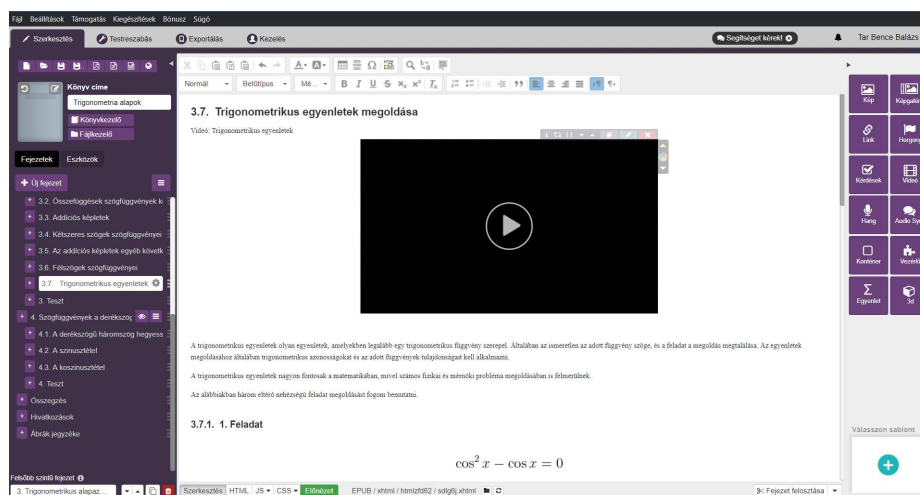 Fájl Beállítások Támogatás Kiegészítések Bónusz Súgó
Szerkesztés Testreszabás Exportálás Kezelés Segítséget kérek! Tar Bence Balázs
Könyv címe
Trigonometria alapok
Könyvkezelő
Fájlkezelő
Fejezetek Eszközök
Új fejezet
3.2. Összefüggések szögfüggvények k
3.3. Addíciós képletek
3.4. Kétszeres szögek szögfüggvényei
3.5. Az addíciós képletek egyéb követk
3.6. Félszögek szögfüggvényei
3.7. Trigonometrikus egyenletek
3. Teszt
4. Szögfüggvények a derékszög
4.1. A derékszögű háromszög hegyess
4.2. A szinusztétel
4.3. A koszinusztétel
4. Teszt
Összegzés
Hivatkozások
Ábrák jegyzéke
Felsőbb szintű fejezet
3. Trigonometrikus alapaz...
Normál Betűtípus Mé... B I U S x₂ x² Tx
3.7. Trigonometrikus egyenletek megoldása
Videó: Trigonometrikus egyenletek
A trigonometrikus egyenletek olyan egyenletek, amelyekben legalább egy trigonometrikus függvény szerepel. Általában az ismeretlen az adott függvény szöge, és a feladat a megoldás megtalálása. Az egyenletek
megoldásához általában trigonometrikus azonosságokat és az adott függvények tulajdonságait kell alkalmazni.
A trigonometrikus egyenletek nagyon fontosak a matematikában, mivel számos fizikai és mérnöki probléma megoldásában is felmerülnek.
Az alábbiakban három eltérő nehézségű feladat megoldásást fogom bemutatni.
3.7.1. 1. Feladat
cos² x − cos x = 0
Szerkesztés HTML JS CSS Előnézet EPUB / xhtml / htmlzfd62 / sdlg6j.xhtml Fejezet felosztása
Kép Képgalér
Link Horgony
Kérdések Videó
Hang Audio Sy
Konténer Vezérlő
Egyenlet 3d
Válasszon sablont